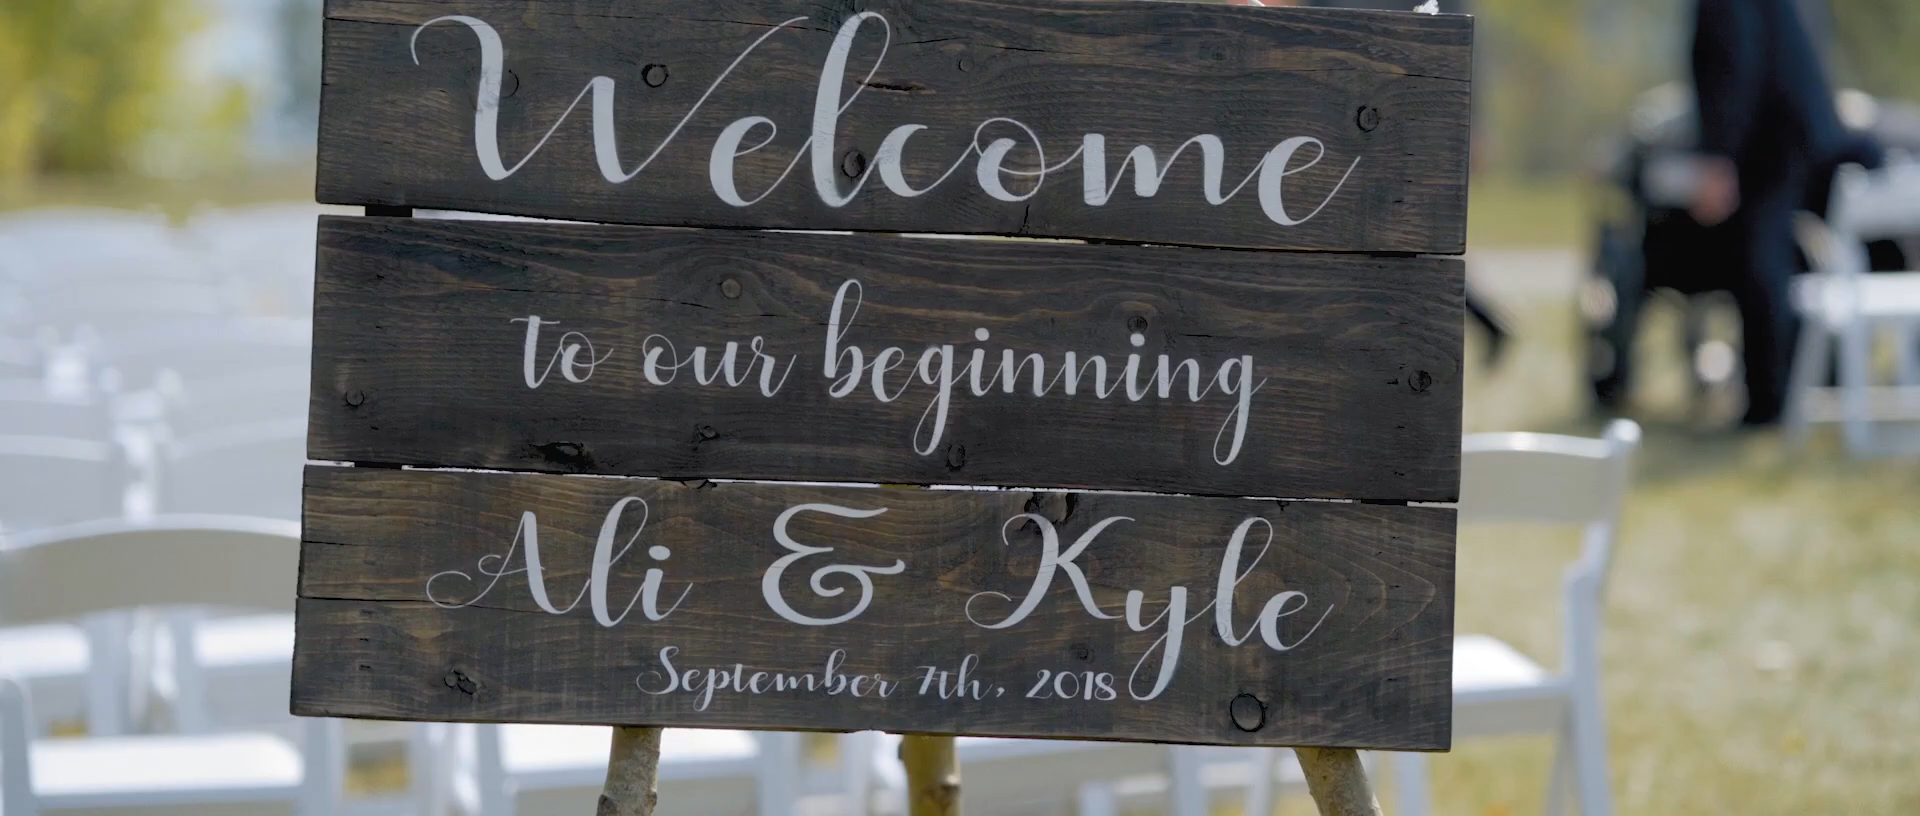 Welcome
to our beginning
Ali & Kyle
September 7th, 2018